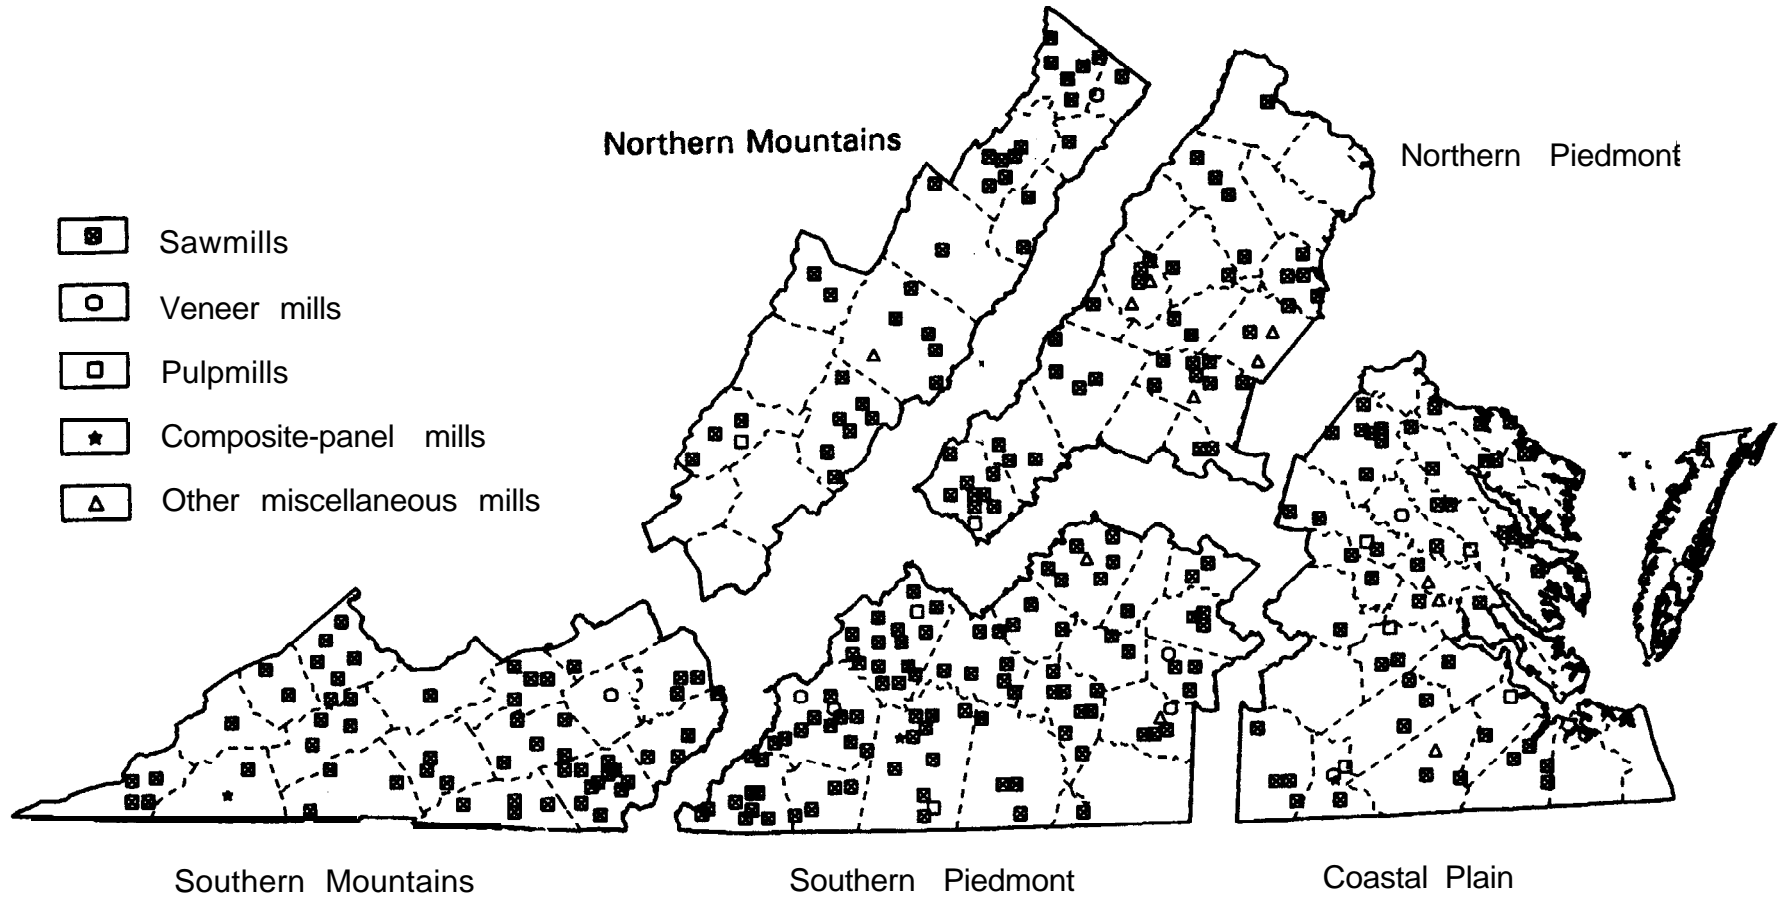 Northern Mountains
Northern Piedmont
Sawmills
Veneer mills
Pulpmills
Composite-panel mills
Other miscellaneous mills
Southern Mountains
Southern Piedmont
Coastal Plain